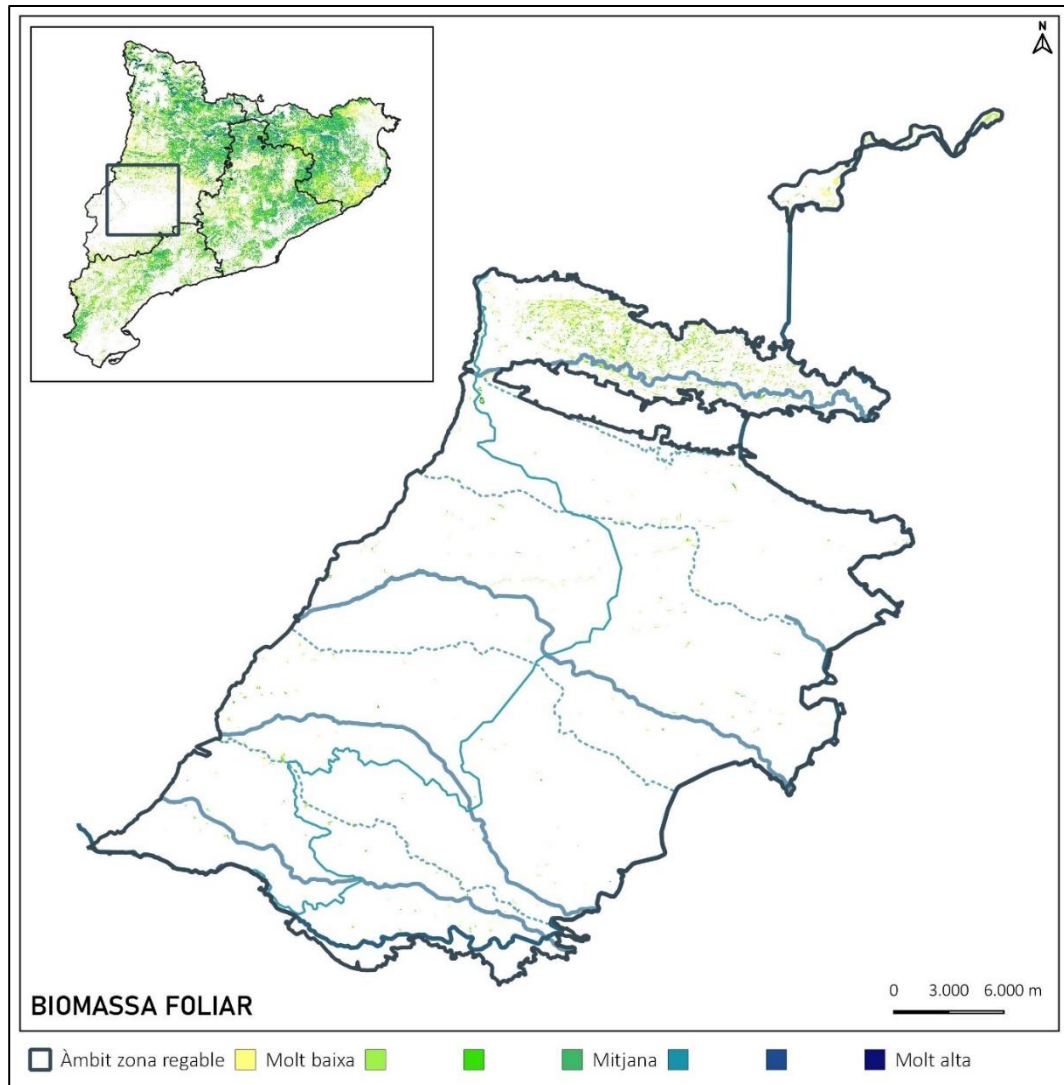 N
BIOMASSA FOLIAR
0 3.000 6.000 m
Àmbit zona regable Molt baixa Mitjana Molt alta